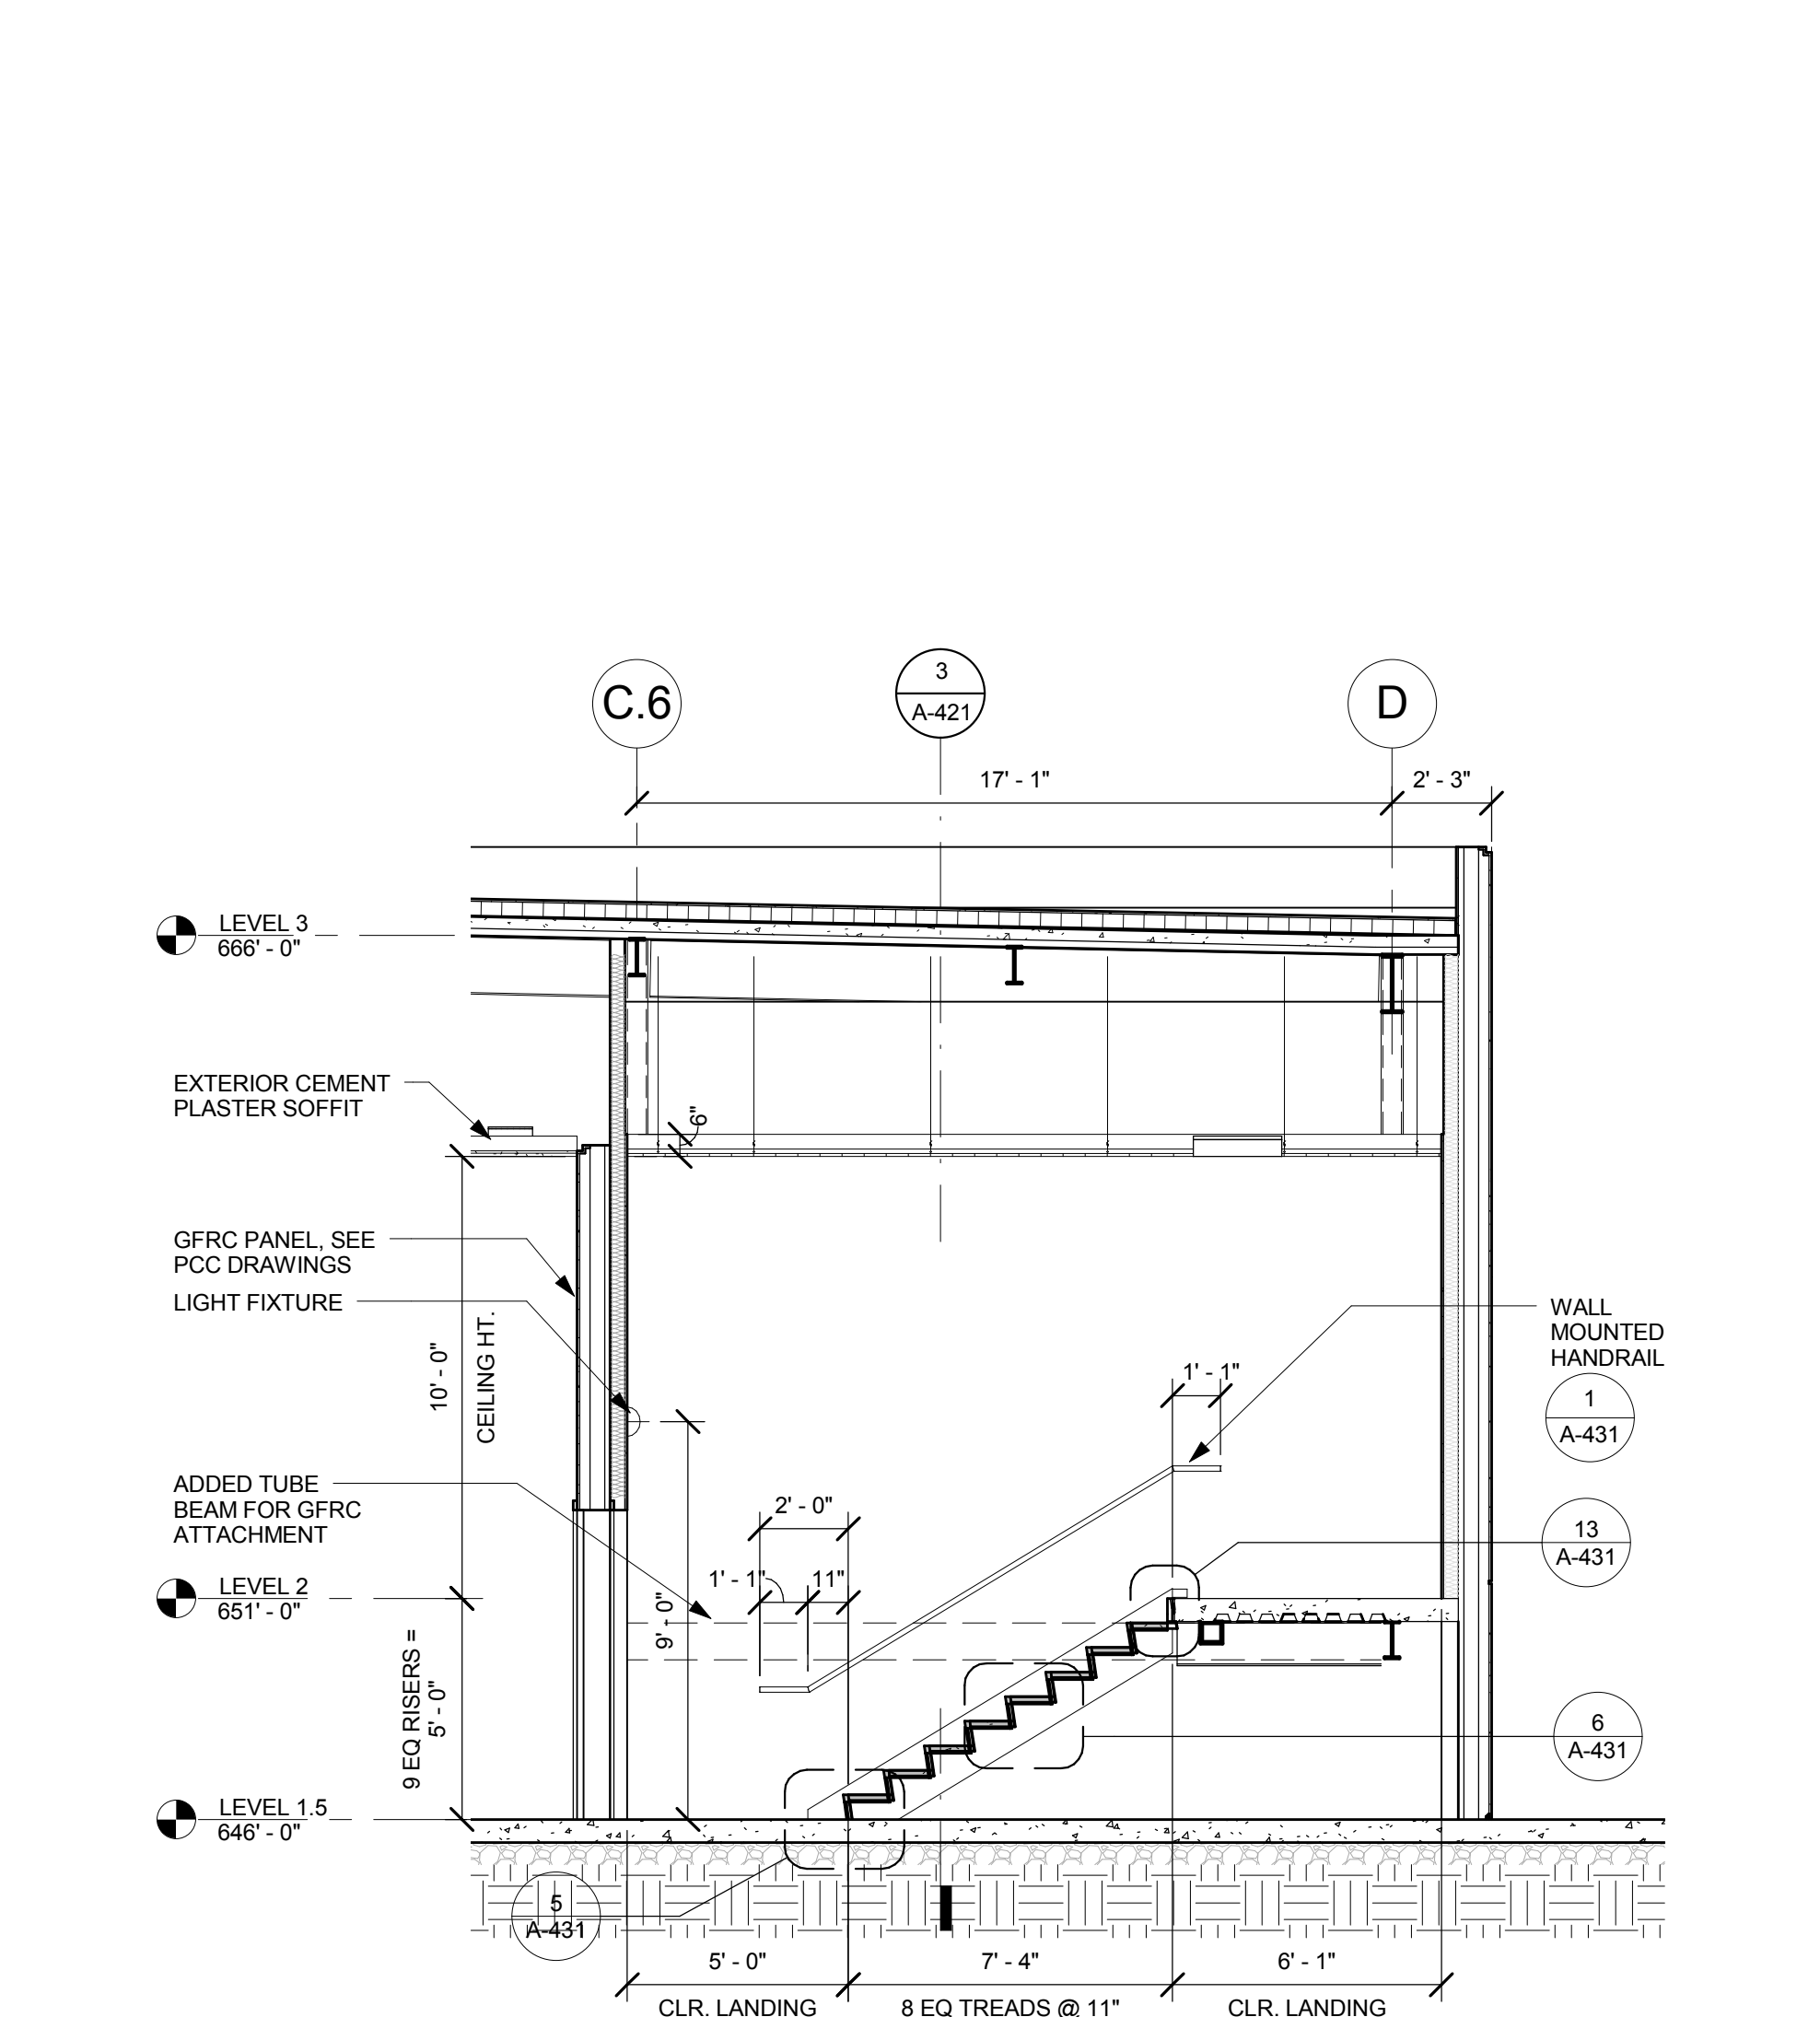 C.6
3
A-421
D
17' - 1"
2' - 3"
LEVEL 3
666' - 0"
EXTERIOR CEMENT
PLASTER SOFFIT
6"
GFRC PANEL, SEE
PCC DRAWINGS
LIGHT FIXTURE
10' - 0"
CEILING HT.
WALL
MOUNTED
HANDRAIL
1
A-431
1' - 1"
ADDED TUBE
BEAM FOR GFRC
ATTACHMENT
2' - 0"
13
A-431
1' - 1"
11"
LEVEL 2
651' - 0"
9' - 0"
9 EQ RISERS =
5' - 0"
6
A-431
LEVEL 1.5
646' - 0"
5
A-431
5' - 0"
7' - 4"
6' - 1"
CLR. LANDING
8 EQ TREADS @ 11"
CLR. LANDING